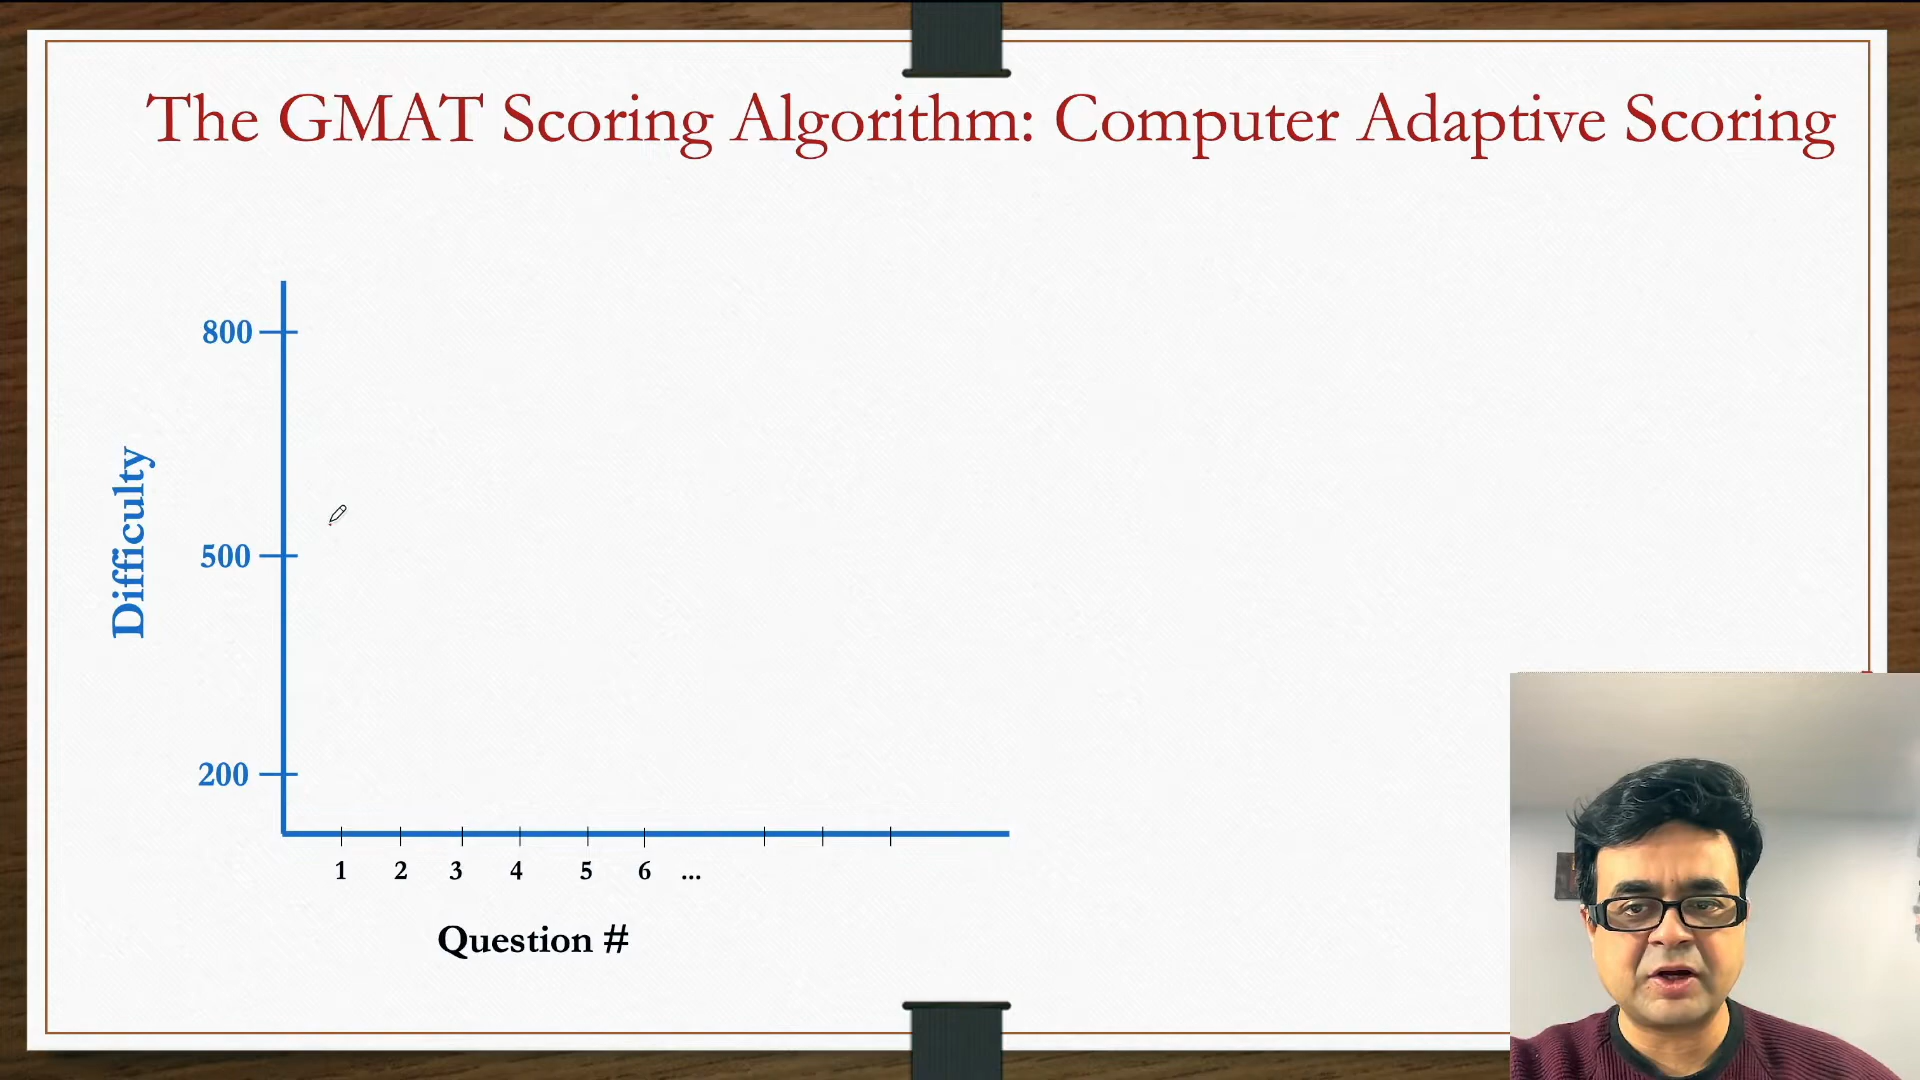 The GMAT Scoring Algorithm: Computer Adaptive Scoring
800
500
200
Difficulty
1 2 3 4 5 6 ...
Question #